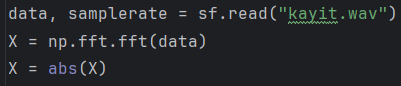 data, samplerate = sf.read("kayit.wav")
X = np.fft.fft(data)
X = abs(X)